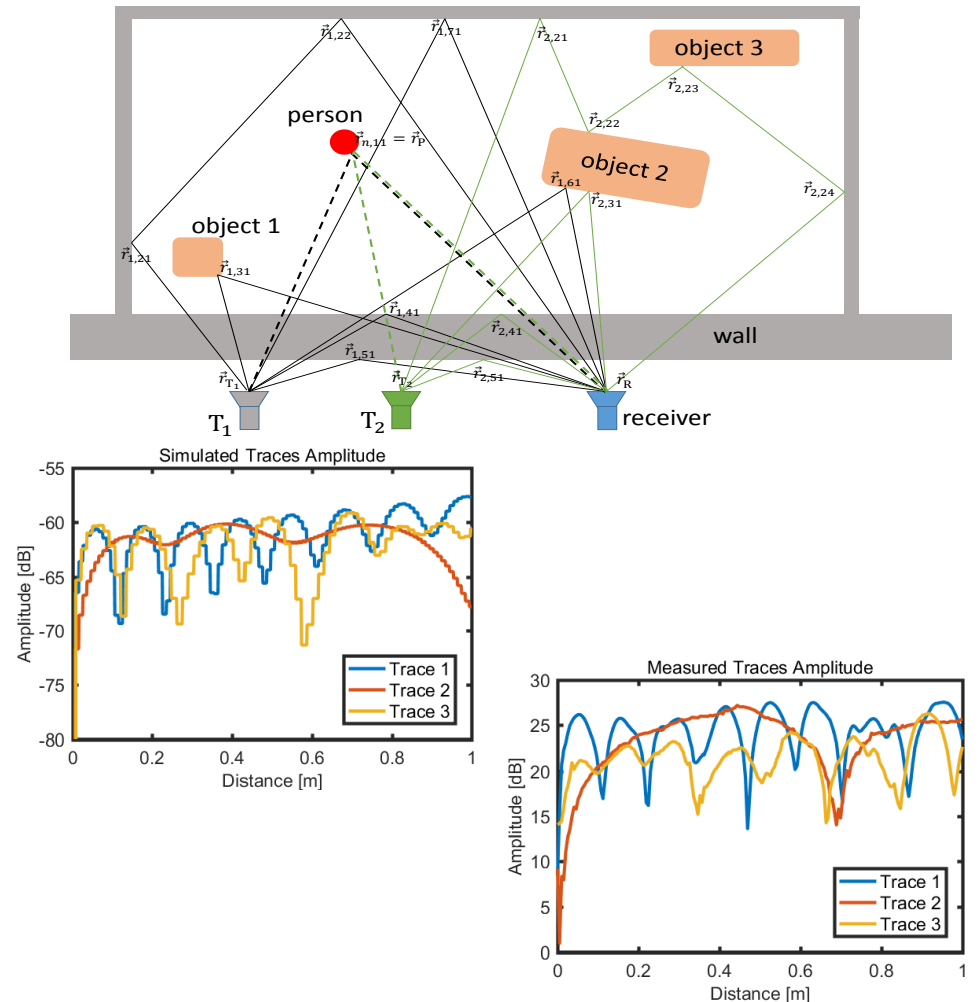 r⃗1,22
r⃗1,71
r⃗2,21
object 3
r⃗2,23
person
r⃗n,11 = r⃗P
r⃗2,22
object 2
r⃗1,61
r⃗2,31
r⃗2,24
object 1
r⃗1,21
r⃗1,31
r⃗1,41
r⃗2,41
wall
r⃗1,51
r⃗2,51
r⃗T1
r⃗T2
r⃗R
T1
T2
receiver
Simulated Traces Amplitude
-55
-60
-65
-70
-75
-80
Amplitude [dB]
Trace 1
Trace 2
Trace 3
0
0.2
0.4
0.6
0.8
1
Distance [m]
Measured Traces Amplitude
30
25
20
15
10
5
0
Amplitude [dB]
Trace 1
Trace 2
Trace 3
0
0.2
0.4
0.6
0.8
1
Distance [m]